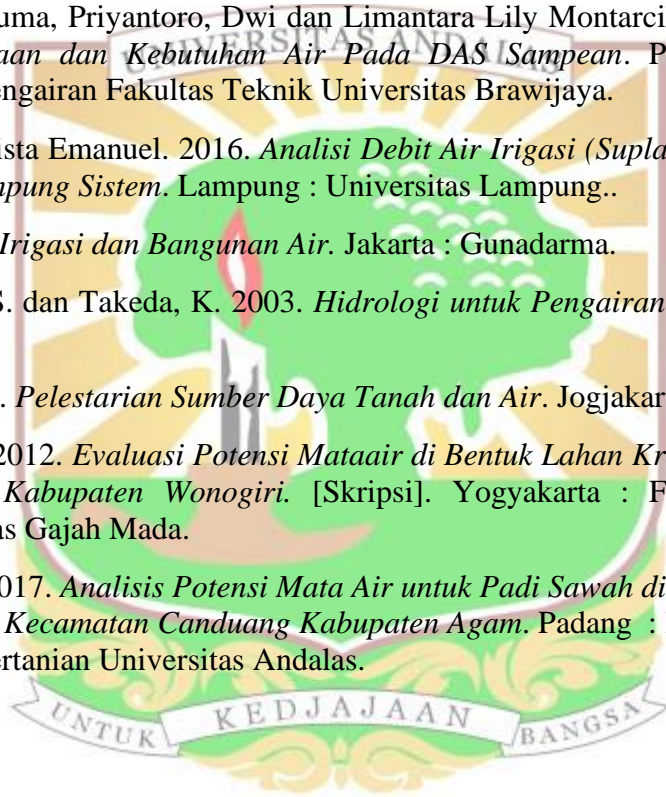 uma, Priyantoro, Dwi dan Limantara Lily Montarci
UNIVERSITAS ANDALAS
aan dan Kebutuhan Air Pada DAS Sampean. P
engairan Fakultas Teknik Universitas Brawijaya.
ista Emanuel. 2016. Analisi Debit Air Irigasi (Supla
mpung Sistem. Lampung : Universitas Lampung..
Irigasi dan Bangunan Air. Jakarta : Gunadarma.
S. dan Takeda, K. 2003. Hidrologi untuk Pengairan
. Pelestarian Sumber Daya Tanah dan Air. Jogjakar
2012. Evaluasi Potensi Mataair di Bentuk Lahan Kr
Kabupaten Wonogiri. [Skripsi]. Yogyakarta : F
as Gajah Mada.
017. Analisis Potensi Mata Air untuk Padi Sawah di
Kecamatan Canduang Kabupaten Agam. Padang :
ertanian Universitas Andalas.
UNTUK KEDJAJAAN BANGSA